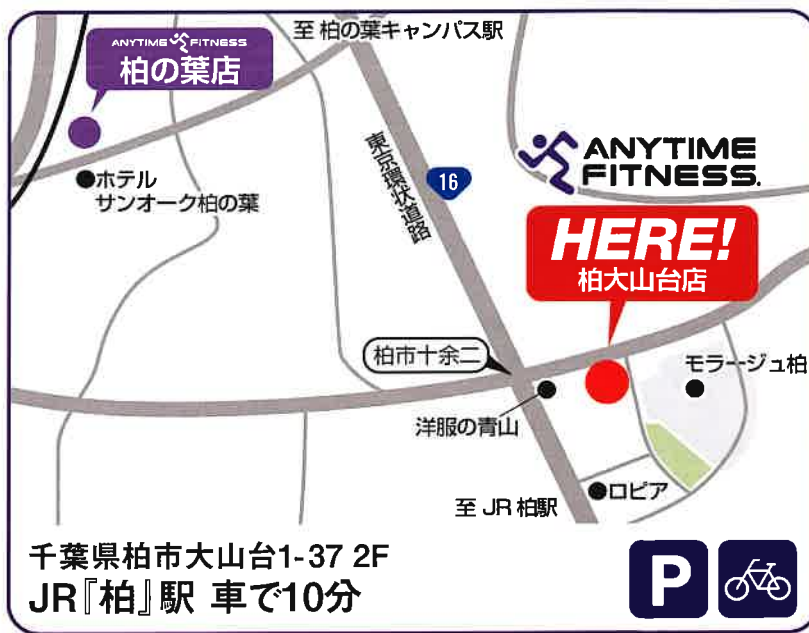 至 柏の葉キャンパス駅
ANYTIME FITNESS
柏の葉店
ホテル
サンオーク柏の葉
東京環状道路
16
ANYTIME
FITNESS.
HERE!
柏大山台店
柏市十余二
モラージュ柏
洋服の青山
ロピア
至 JR 柏駅
千葉県柏市大山台1-37 2F
JR『柏』駅 車で10分
P